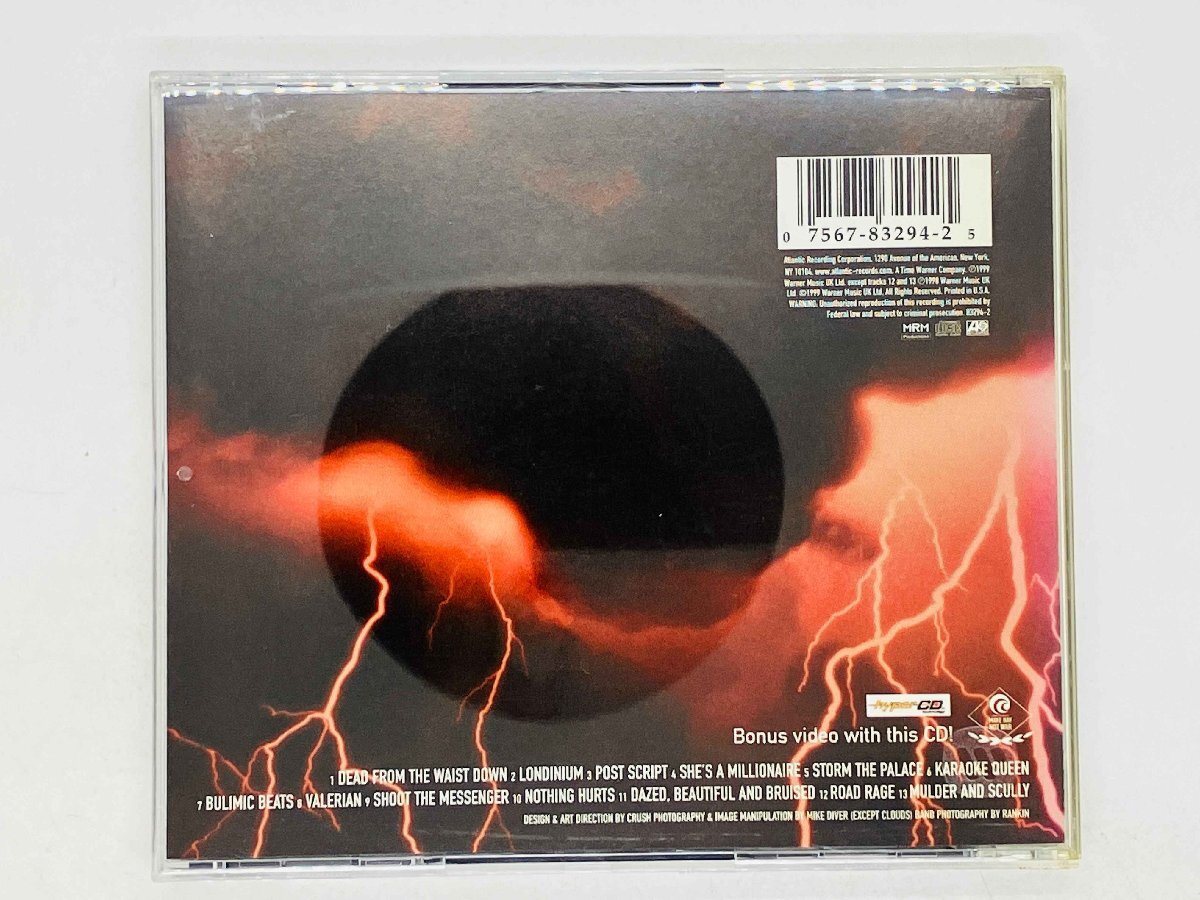 0 7567-83294-2 5
Atlantic Recording Corporation, 1290 Avenue of the Americas, New York,
NY 10104. www.atlantic-records.com. A Time Warner Company. ℗1999
Warner Music UK Ltd. except tracks 12 and 13 ℗1998 Warner Music UK
Ltd. ©1999 Warner Music UK Ltd. All Rights Reserved. Printed in U.S.A.
WARNING: Unauthorized reproduction of this recording is prohibited by
Federal law and subject to criminal prosecution. 83294-2
MRM
hyperCD
MAKE HAY
NOT WAR
Bonus video with this CD!
1 DEAD FROM THE WAIST DOWN 2 LONDINIUM 3 POST SCRIPT 4 SHE'S A MILLIONAIRE 5 STORM THE PALACE 6 KARAOKE QUEEN
7 BULIMIC BEATS 8 VALERIAN 9 SHOOT THE MESSENGER 10 NOTHING HURTS 11 DAZED, BEAUTIFUL AND BRUISED 12 ROAD RAGE 13 MULDER AND SCULLY
DESIGN & ART DIRECTION BY CRUSH PHOTOGRAPHY & IMAGE MANIPULATION BY MIKE DIVER (EXCEPT CLOUDS) BAND PHOTOGRAPHY BY RANKIN